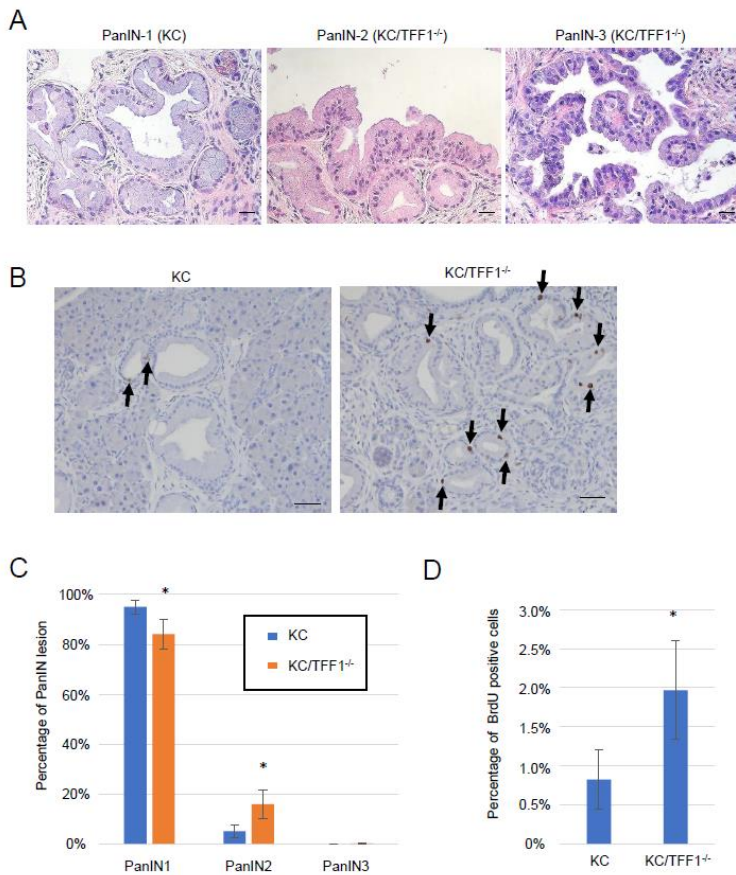 A
PanIN-1 (KC)
PanIN-2 (KC/TFF1-/-)
PanIN-3 (KC/TFF1-/-)
B
KC
KC/TFF1-/-
C
Percentage of PanIN lesion
100%
80%
60%
40%
20%
0%
*
*
KC
KC/TFF1-/-
PanIN1
PanIN2
PanIN3
D
Percentage of BrdU positive cells
3.0%
2.5%
2.0%
1.5%
1.0%
0.5%
0%
*
KC
KC/TFF1-/-